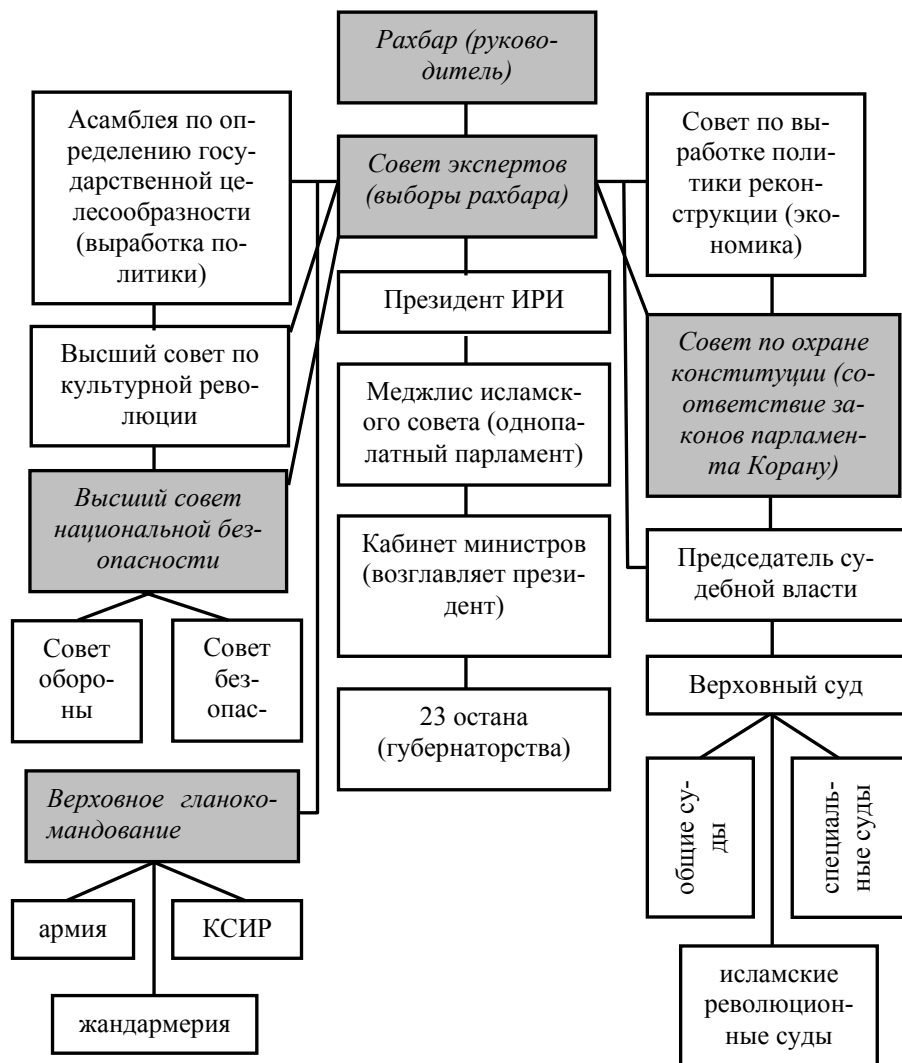 Рахбар (руково-
дитель)
Асамблея по оп-
ределению госу-
дарственной це-
лесообразности
(выработка по-
литики)
Совет экспертов
(выборы рахбара)
Совет по вы-
работке поли-
тики рекон-
струкции (эко-
номика)
Президент ИРИ
Высший совет по
культурной рево-
люции
Меджлис исламс-
кого совета (однопа-
латный парламент)
Совет по охране
конституции (со-
ответствие за-
конов парламен-
та Корану)
Высший совет
национальной без-
опасности
Кабинет министров
(возглавляет прези-
дент)
Председатель су-
дебной власти
Совет
оборо-
ны
Совет
без-
опас-
23 остана
(губернаторства)
Верховный суд
Верховное гланоко-
мандование
общие су-
ды
специаль-
ные суды
армия
КСИР
жандармерия
исламские
революцион-
ные суды